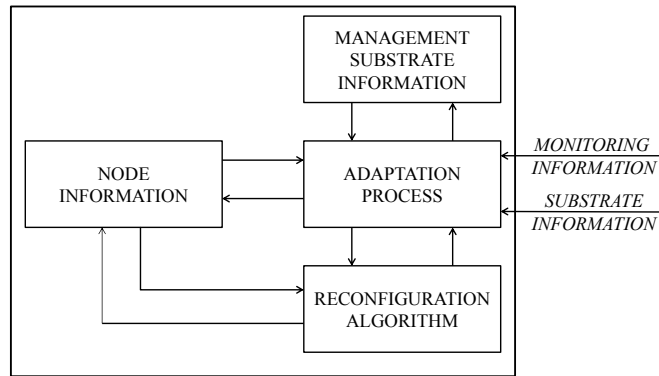 MANAGEMENT
SUBSTRATE
INFORMATION
NODE
INFORMATION
ADAPTATION
PROCESS
MONITORING
INFORMATION
SUBSTRATE
INFORMATION
RECONFIGURATION
ALGORITHM